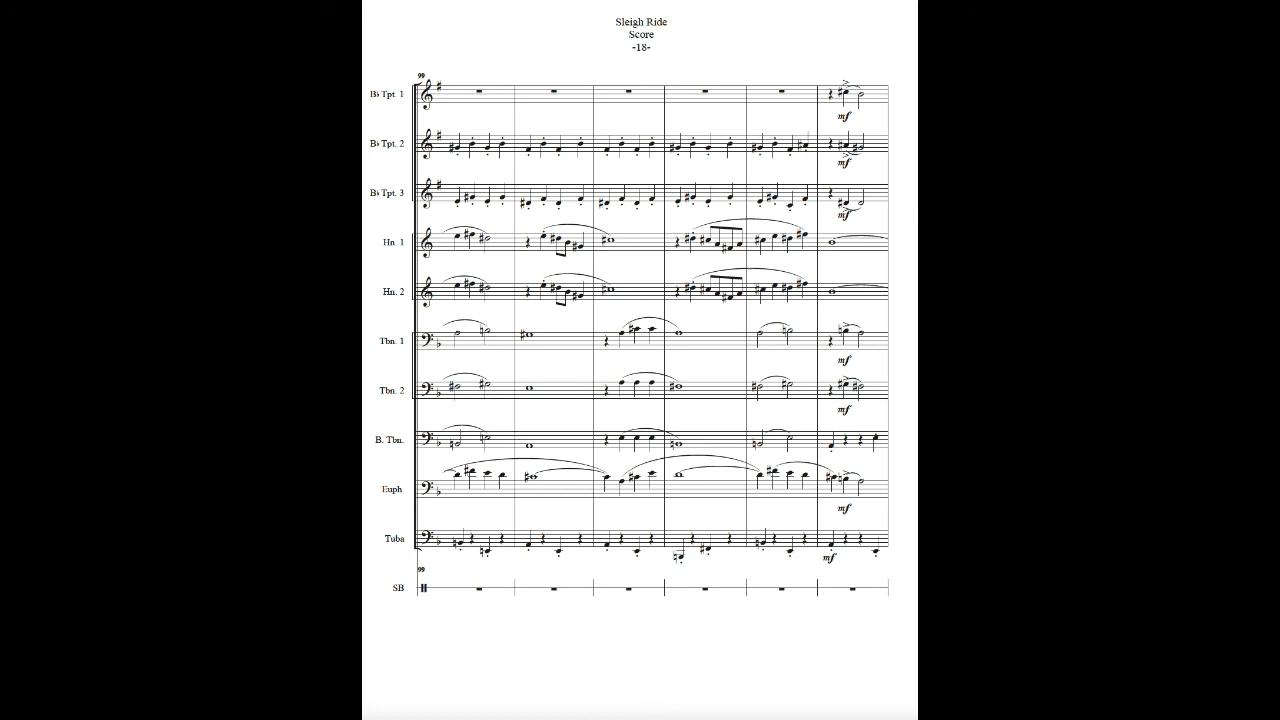 Sleigh Ride
Score
-18-
99
B♭ Tpt. 1
mf
B♭ Tpt. 2
mf
B♭ Tpt. 3
mf
Hn. 1
Hn. 2
Tbn. 1
mf
Tbn. 2
mf
B. Tbn.
Euph
mf
Tuba
mf
99
SB